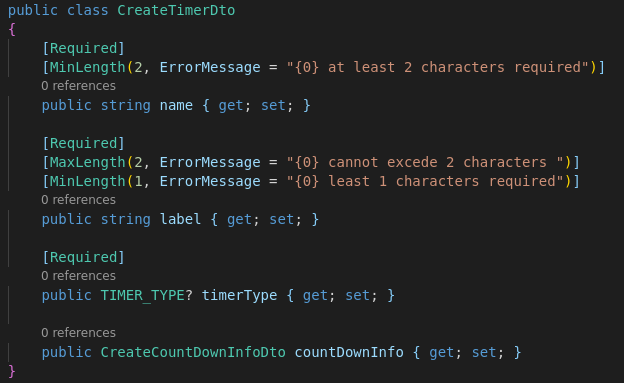 public class CreateTimerDto
{
[Required]
[MinLength(2, ErrorMessage = "{0} at least 2 characters required")]
0 references
public string name { get; set; }
[Required]
[MaxLength(2, ErrorMessage = "{0} cannot excede 2 characters ")]
[MinLength(1, ErrorMessage = "{0} least 1 characters required")]
0 references
public string label { get; set; }
[Required]
0 references
public TIMER_TYPE? timerType { get; set; }
0 references
public CreateCountDownInfoDto countDownInfo { get; set; }
}